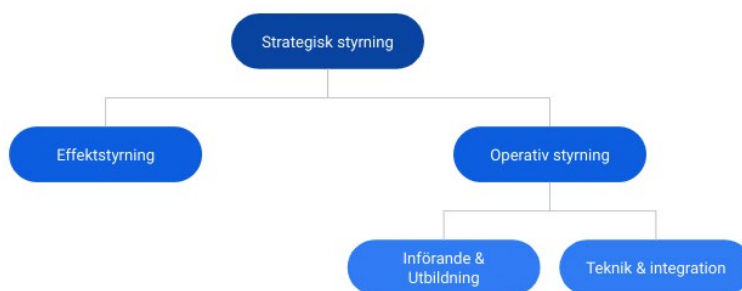 Strategisk styrning
Effektstyrning
Operativ styrning
Införande &
Utbildning
Teknik & integration